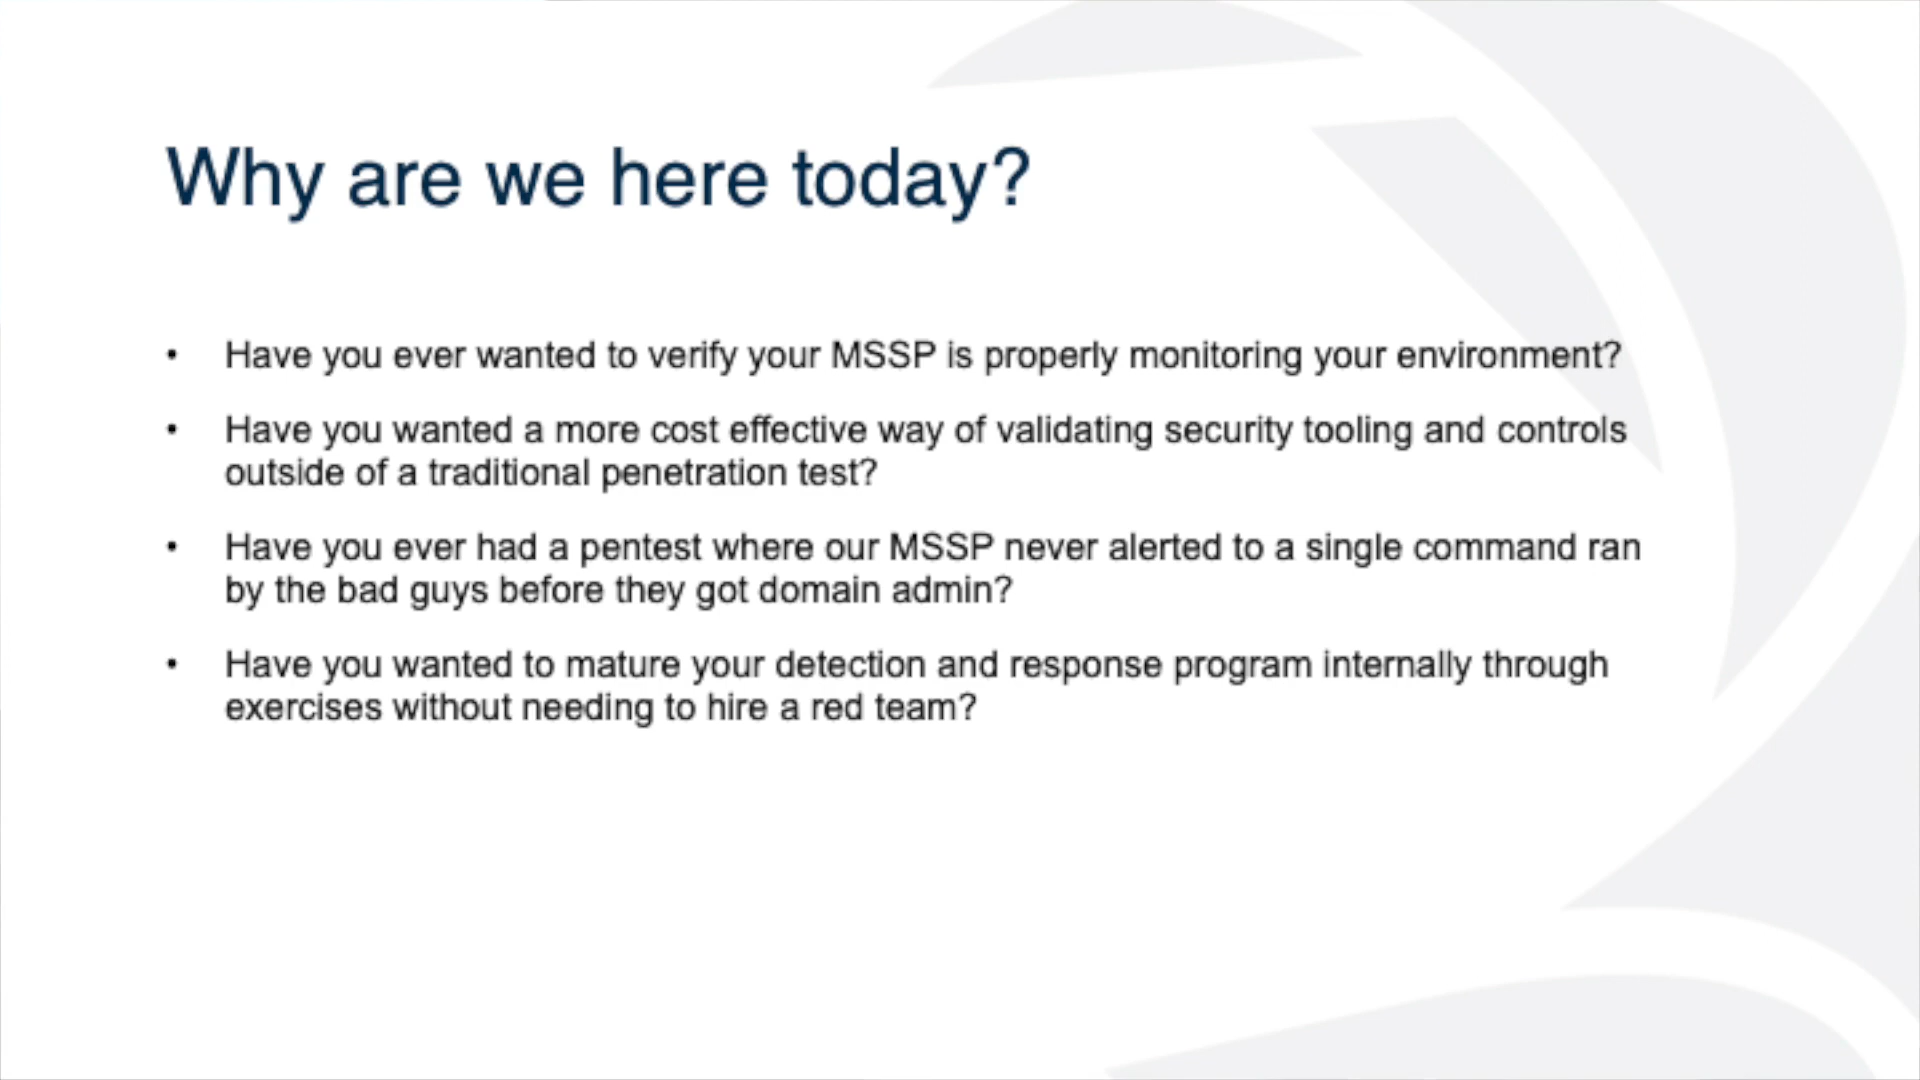 Why are we here today?
• Have you ever wanted to verify your MSSP is properly monitoring your environment?
• Have you wanted a more cost effective way of validating security tooling and controls
outside of a traditional penetration test?
• Have you ever had a pentest where our MSSP never alerted to a single command ran
by the bad guys before they got domain admin?
• Have you wanted to mature your detection and response program internally through
exercises without needing to hire a red team?